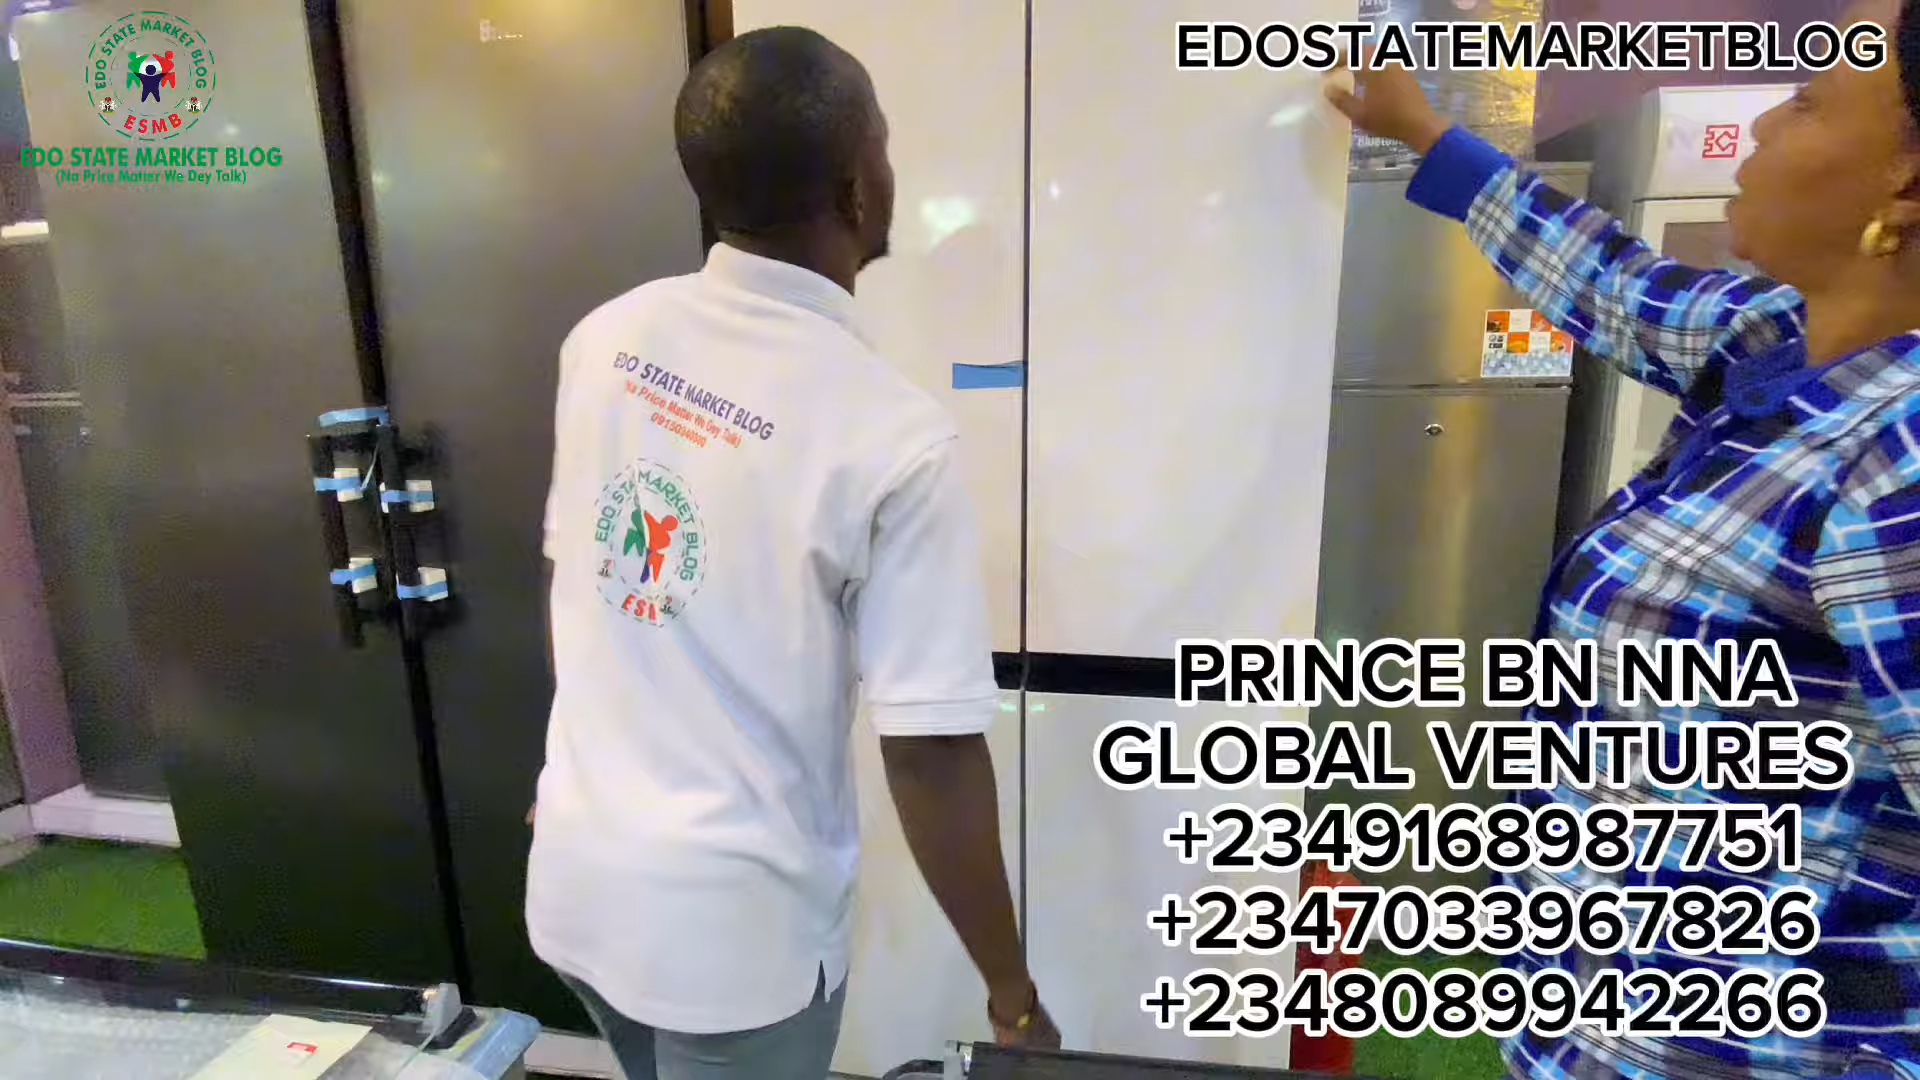 EDO STATE MARKET BLOG
ESMB
EDO STATE MARKET BLOG
(Na Price Matter We Dey Talk)
EDOSTATEMARKETBLOG
EDO STATE MARKET BLOG
(Na Price Matter We Dey Talk)
EDO STATE MARKET BLOG
PRINCE BN NNA
GLOBAL VENTURES
+2349168987751
+2347033967826
+2348089942266